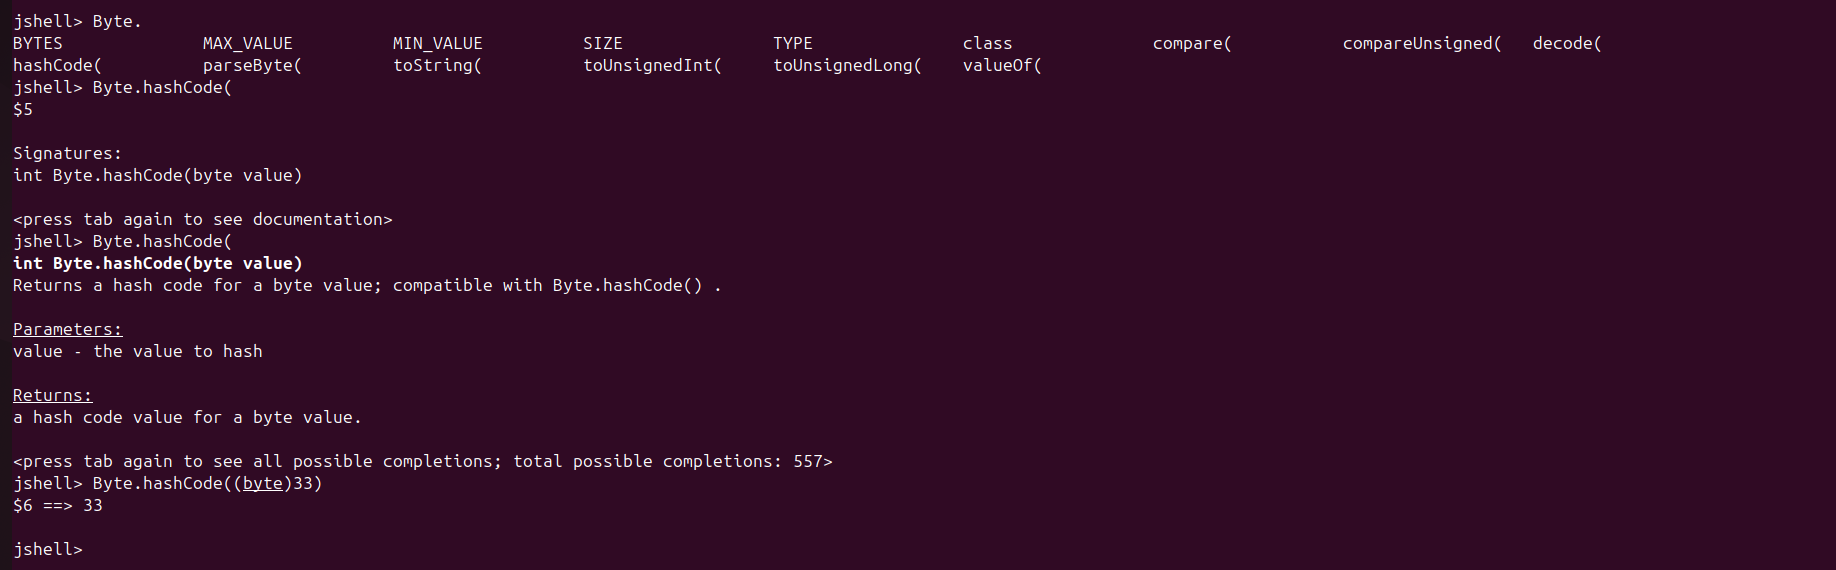 jshell> Byte.
BYTES MAX_VALUE MIN_VALUE SIZE TYPE class compare( compareUnsigned( decode(
hashCode( parseByte( toString( toUnsignedInt( toUnsignedLong( valueOf(
jshell> Byte.hashCode(
$5
Signatures:
int Byte.hashCode(byte value)
<press tab again to see documentation>
jshell> Byte.hashCode(
int Byte.hashCode(byte value)
Returns a hash code for a byte value; compatible with Byte.hashCode() .
Parameters:
value - the value to hash
Returns:
a hash code value for a byte value.
<press tab again to see all possible completions; total possible completions: 557>
jshell> Byte.hashCode((byte)33)
$6 ==> 33
jshell>